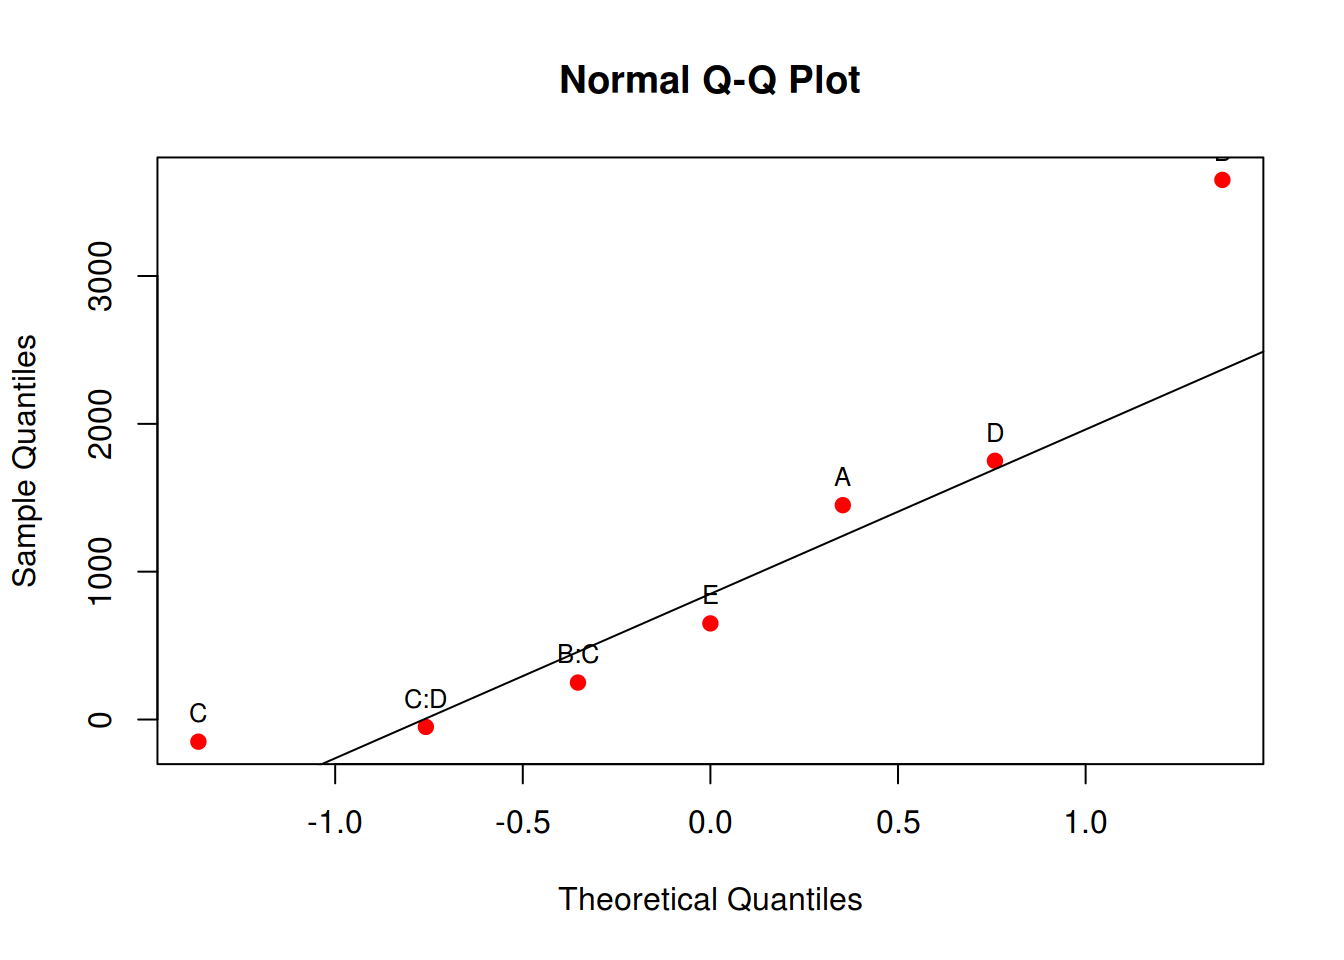 Normal Q-Q Plot
Sample Quantiles
3000
2000
1000
0
D
A
E
B:C
C:D
C
-1.0
-0.5
0.0
0.5
1.0
Theoretical Quantiles